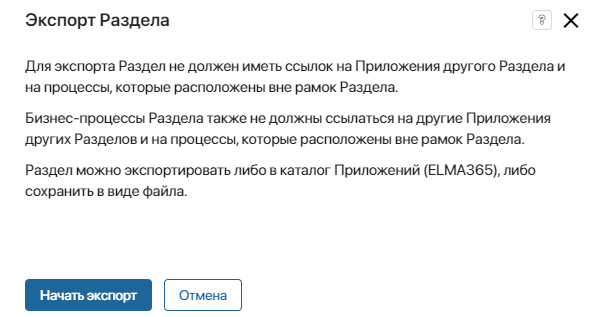 Экспорт Раздела
?
Для экспорта Раздел не должен иметь ссылок на Приложения другого Раздела и
на процессы, которые расположены вне рамок Раздела.
Бизнес-процессы Раздела также не должны ссылаться на другие Приложения
других Разделов и на процессы, которые расположены вне рамок Раздела.
Раздел можно экспортировать либо в каталог Приложений (ELMA365), либо
сохранить в виде файла.
Начать экспорт
Отмена